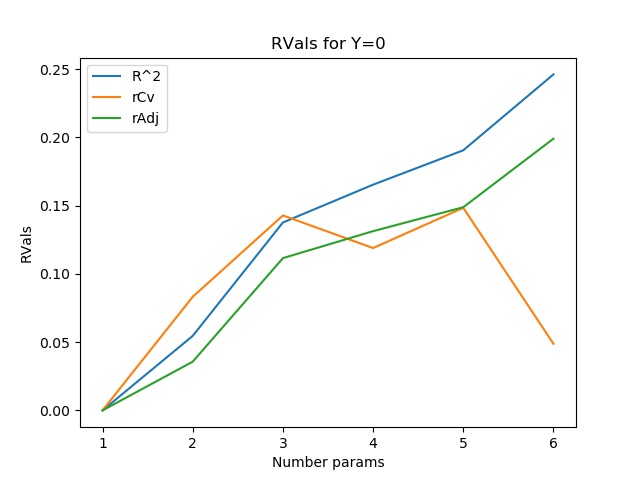 RVals for Y=0
R^2
rCv
rAdj
0.25
0.20
0.15
0.10
0.05
0.00
RVals
1 2 3 4 5 6
Number params